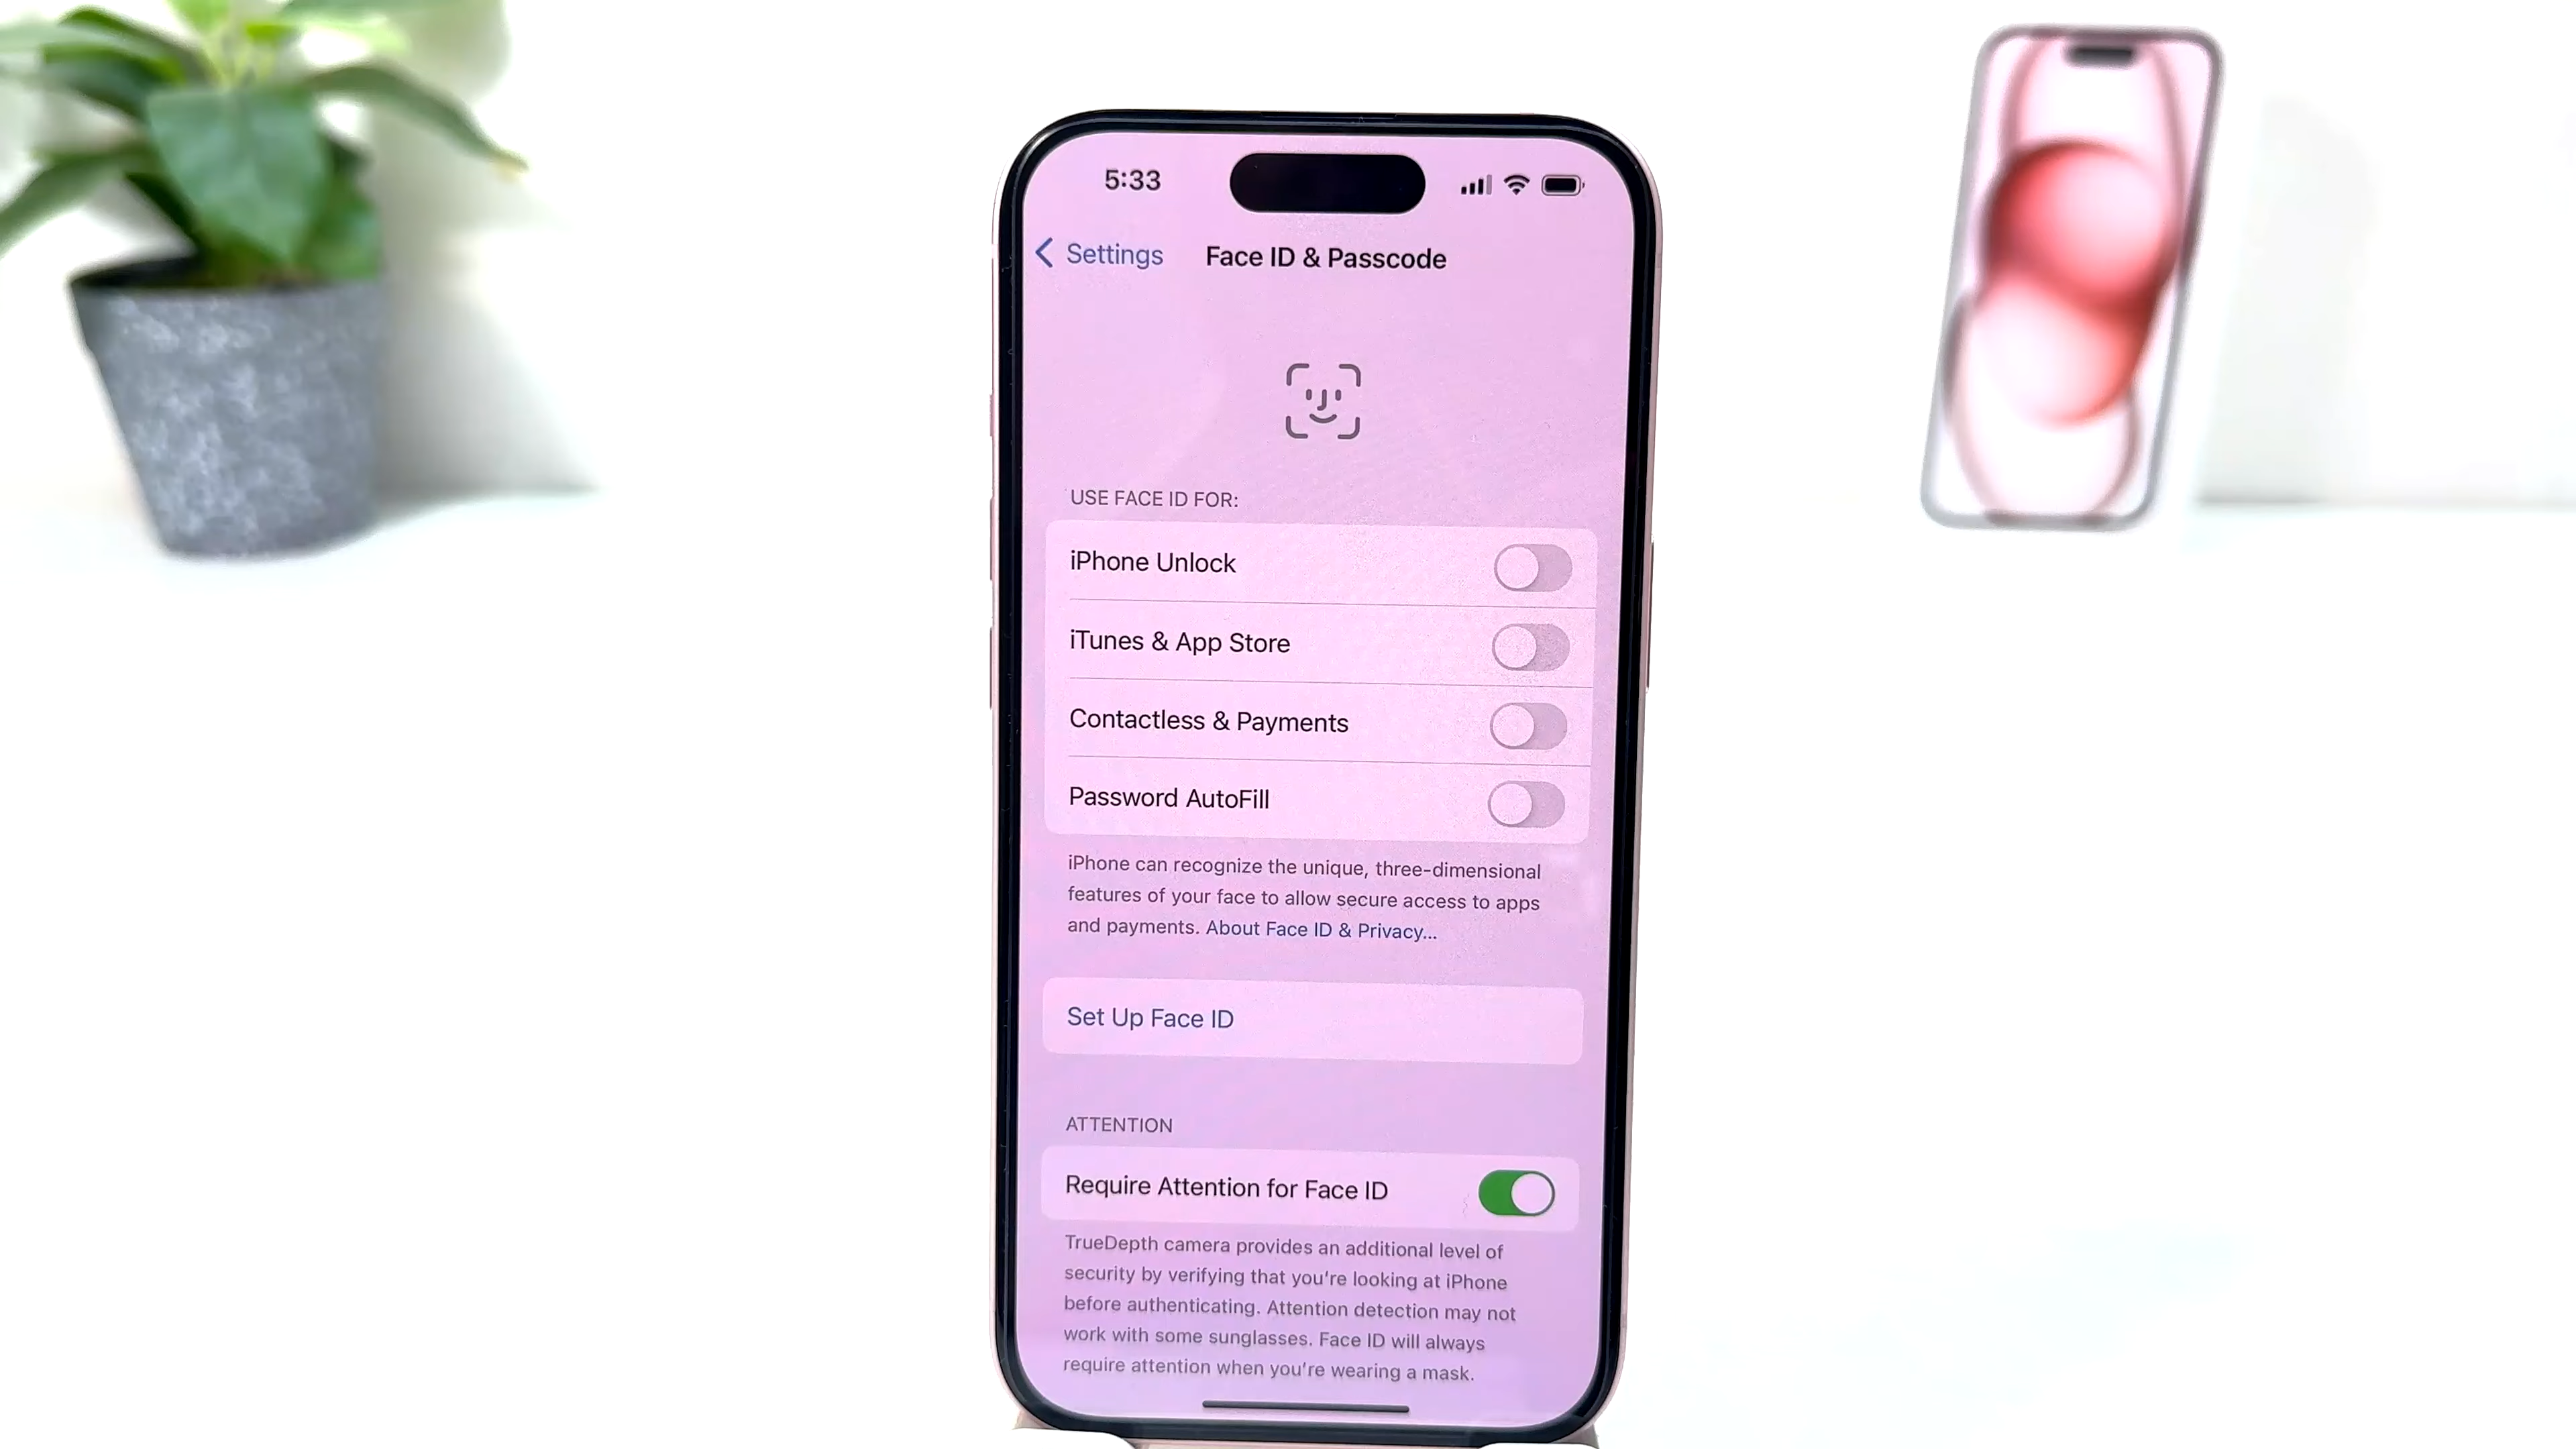 5:33
Settings
Face ID & Passcode
USE FACE ID FOR:
iPhone Unlock
iTunes & App Store
Contactless & Payments
Password AutoFill
iPhone can recognize the unique, three-dimensional
features of your face to allow secure access to apps
and payments. About Face ID & Privacy...
Set Up Face ID
ATTENTION
Require Attention for Face ID
TrueDepth camera provides an additional level of
security by verifying that you're looking at iPhone
before authenticating. Attention detection may not
work with some sunglasses. Face ID will always
require attention when you're wearing a mask.